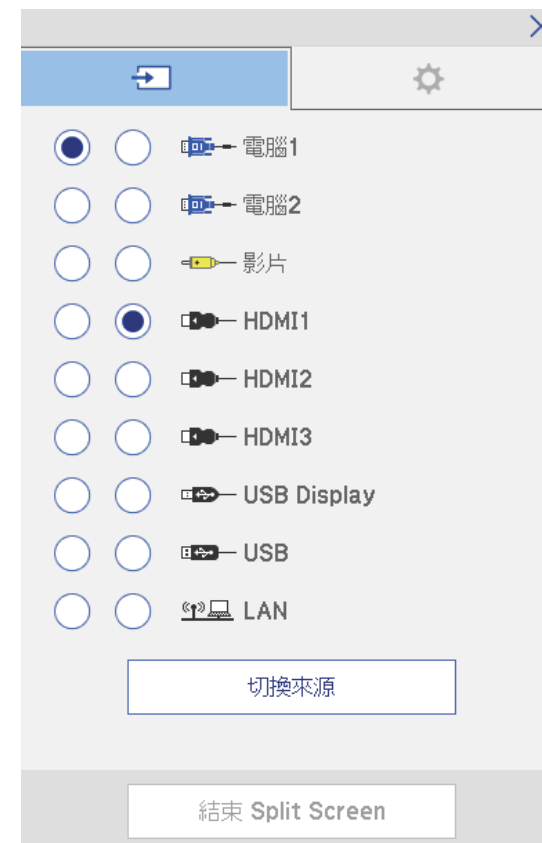 電腦1
電腦2
影片
HDMI1
HDMI2
HDMI3
USB Display
USB
LAN
切換來源
結束 Split Screen